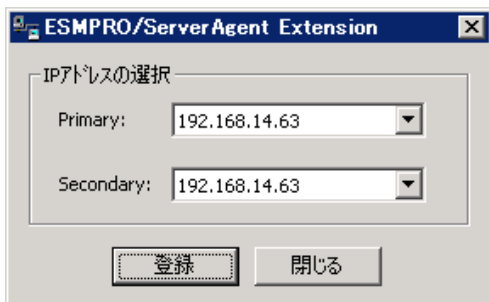 ESMPRO/ServerAgent Extension
IPアドレスの選択
Primary: 192.168.14.63
Secondary: 192.168.14.63
登録 閉じる